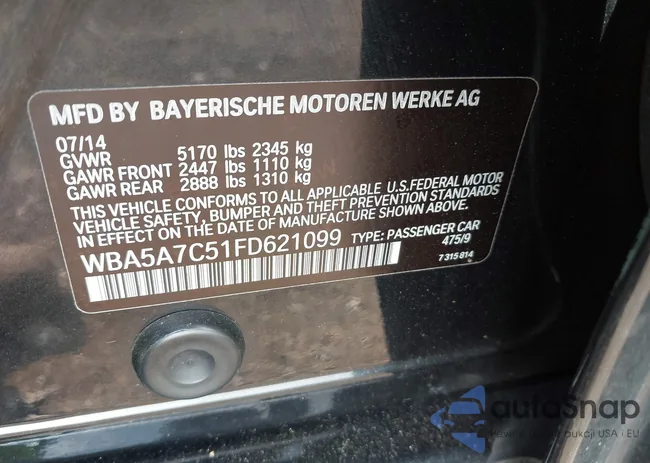 MFD BY BAYERISCHE MOTOREN WERKE AG
07/14
GVWR 5170 lbs 2345 kg
GAWR FRONT 2447 lbs 1110 kg
GAWR REAR 2888 lbs 1310 kg
THIS VEHICLE CONFORMS TO ALL APPLICABLE U.S.FEDERAL MOTOR
VEHICLE SAFETY, BUMPER AND THEFT PREVENTION STANDARDS
IN EFFECT ON THE DATE OF MANUFACTURE SHOWN ABOVE.
WBA5A7C51FD621099 TYPE: PASSENGER CAR
475/9
7 315 814
autosnap
aukcji USA i EU